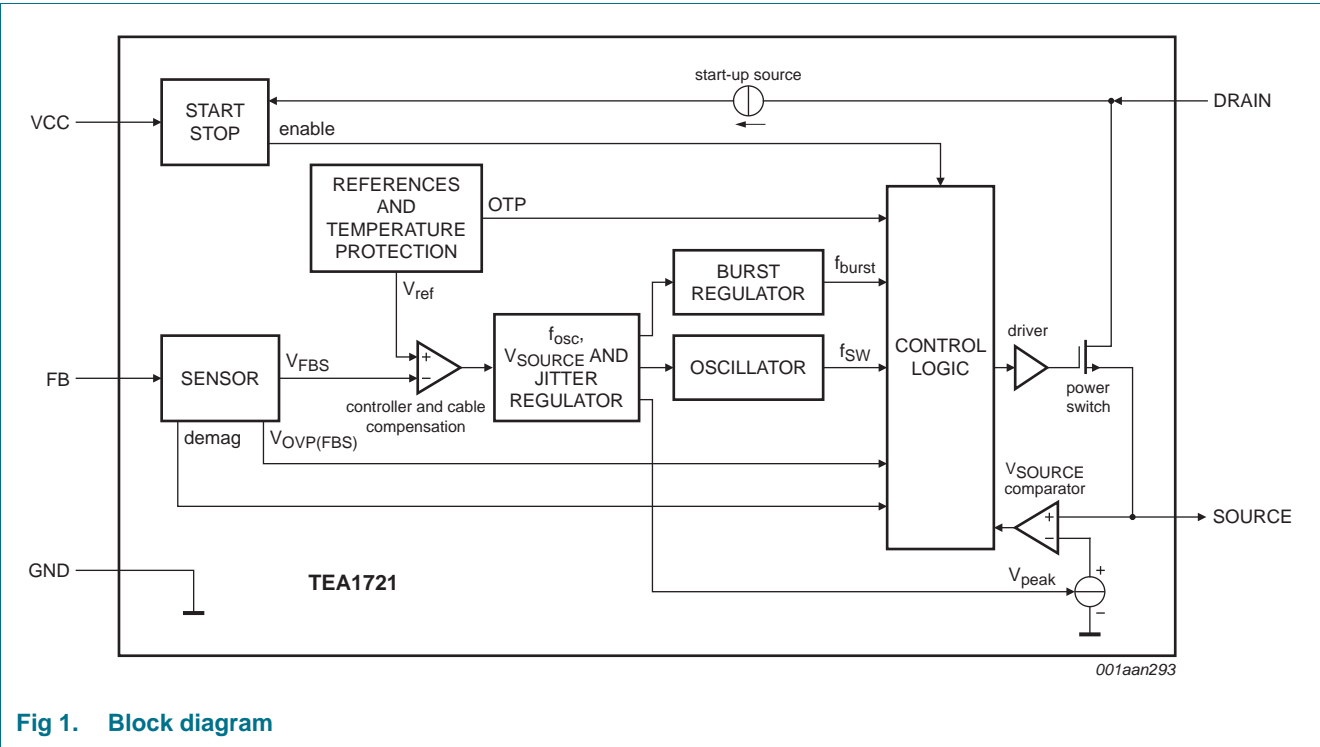 start-up source
DRAIN
START
STOP
VCC
enable
REFERENCES
AND
TEMPERATURE
PROTECTION
OTP
BURST
REGULATOR
fburst
Vref
driver
fosc,
VSOURCE AND
JITTER
REGULATOR
OSCILLATOR
fSW
CONTROL
LOGIC
FB
SENSOR
VFBS
+
−
controller and cable
compensation
power
switch
demag
VOVP(FBS)
VSOURCE
comparator
+
−
SOURCE
GND
TEA1721
Vpeak
+
−
001aan293
Fig 1. Block diagram